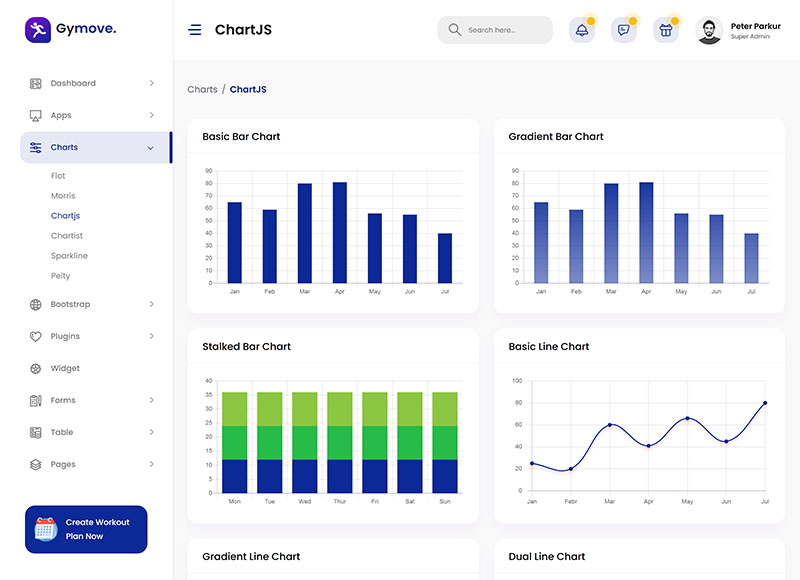 Gymove.
ChartJS
Search here..
Peter Parkur
Super Admin
Dashboard
Apps
Charts
Flot
Morris
Chartjs
Chartist
Sparkline
Peity
Bootstrap
Plugins
Widget
Forms
Table
Pages
Create Workout
Plan Now
Charts / ChartJS
Basic Bar Chart
90
80
70
60
50
40
30
20
10
0
Jan Feb Mar Apr May Jun Jul
Gradient Bar Chart
90
80
70
60
50
40
30
20
10
0
Jan Feb Mar Apr May Jun Jul
Stalked Bar Chart
40
35
30
25
20
15
10
5
0
Mon Tue Wed Thur Fri Sat Sun
Basic Line Chart
100
80
60
40
20
0
Jan Febr Mar Apr May Jun Jul
Gradient Line Chart
Dual Line Chart